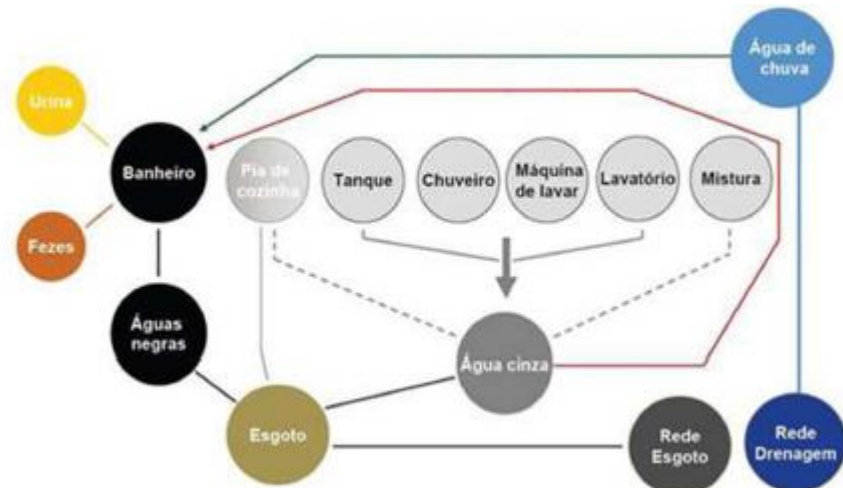 Água de
chuva
Urina
Banheiro
Pia de
cozinha
Tanque
Chuveiro
Máquina
de lavar
Lavatório
Mistura
Fezes
Águas
negras
Água cinza
Esgoto
Rede
Esgoto
Rede
Drenagem